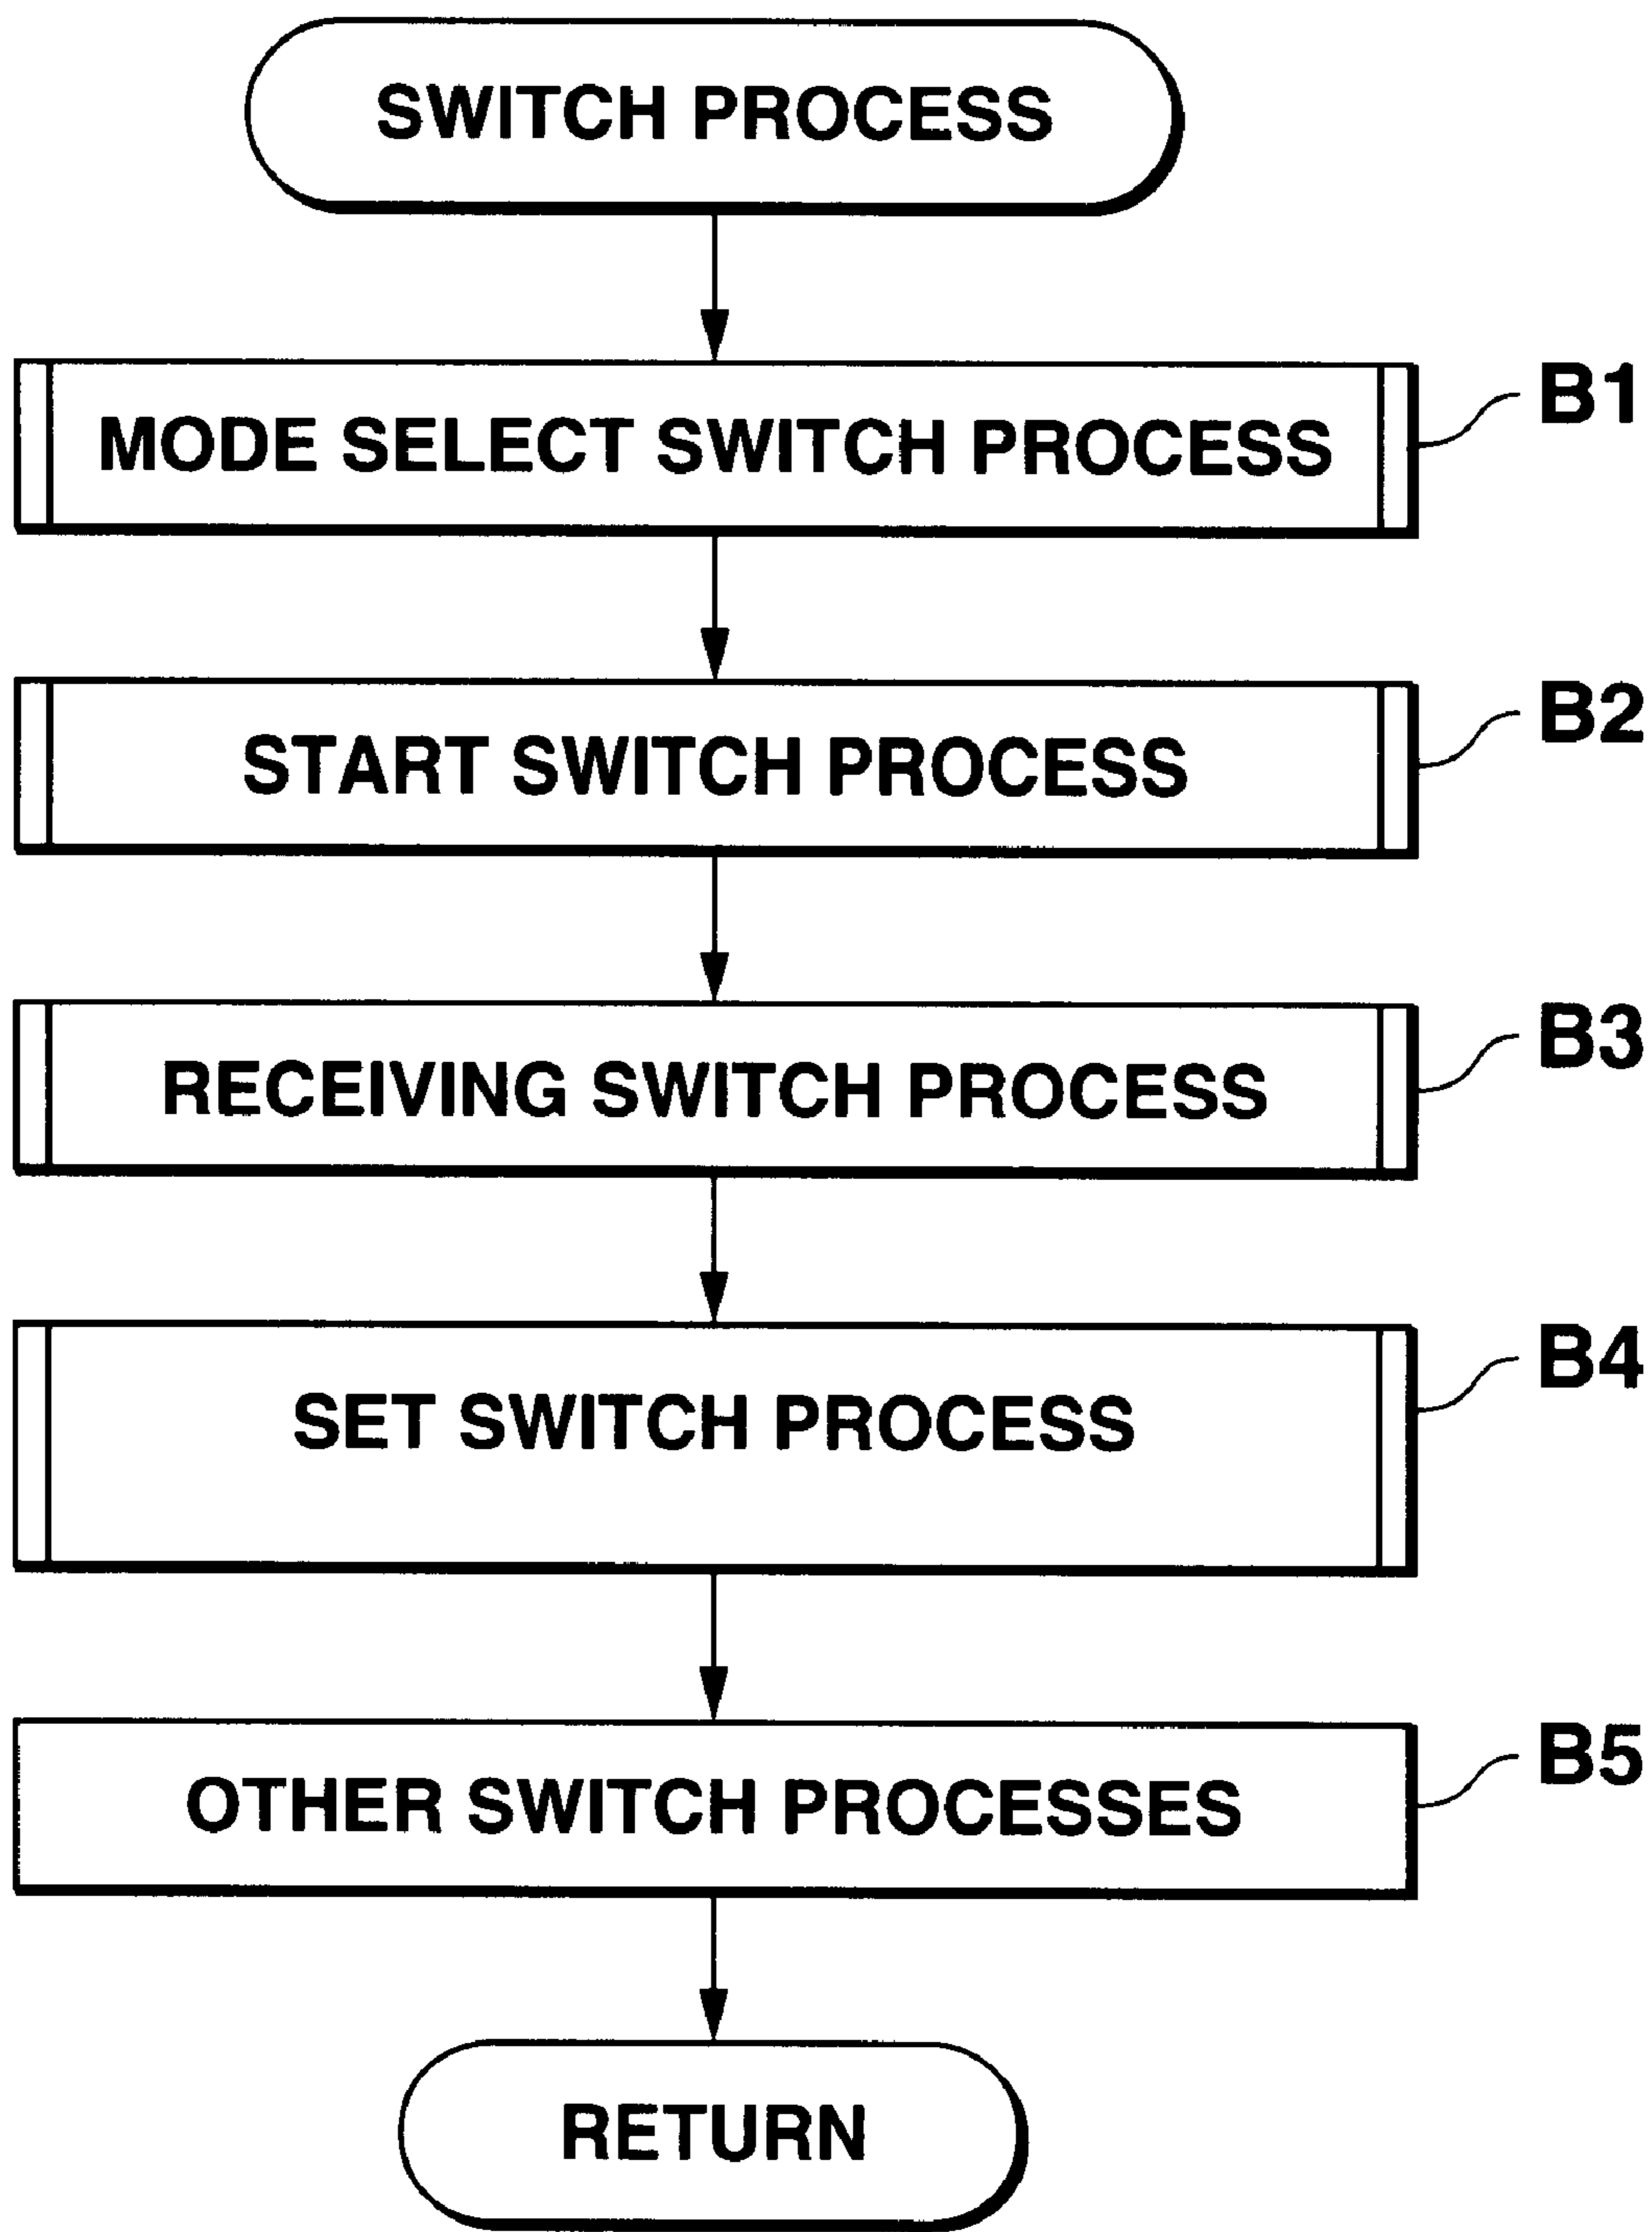 SWITCH PROCESS
MODE SELECT SWITCH PROCESS
B1
START SWITCH PROCESS
B2
RECEIVING SWITCH PROCESS
B3
SET SWITCH PROCESS
B4
OTHER SWITCH PROCESSES
B5
RETURN